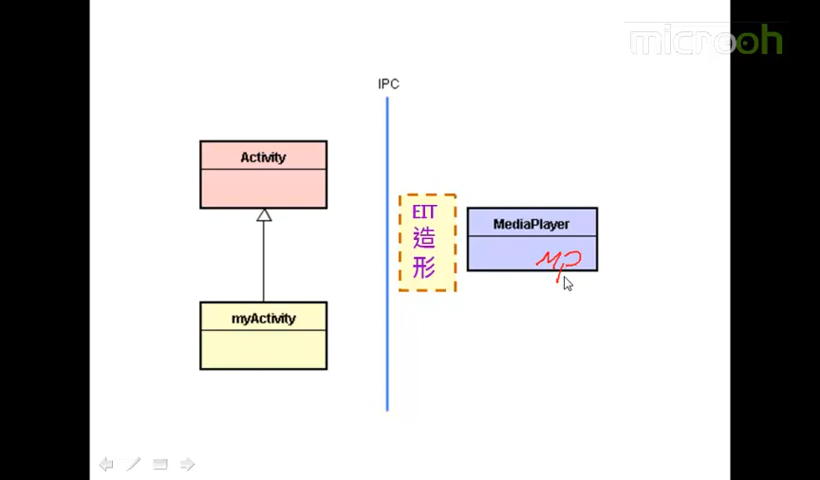 microoh
IPC
Activity
EIT
造
形
MediaPlayer
MP
myActivity